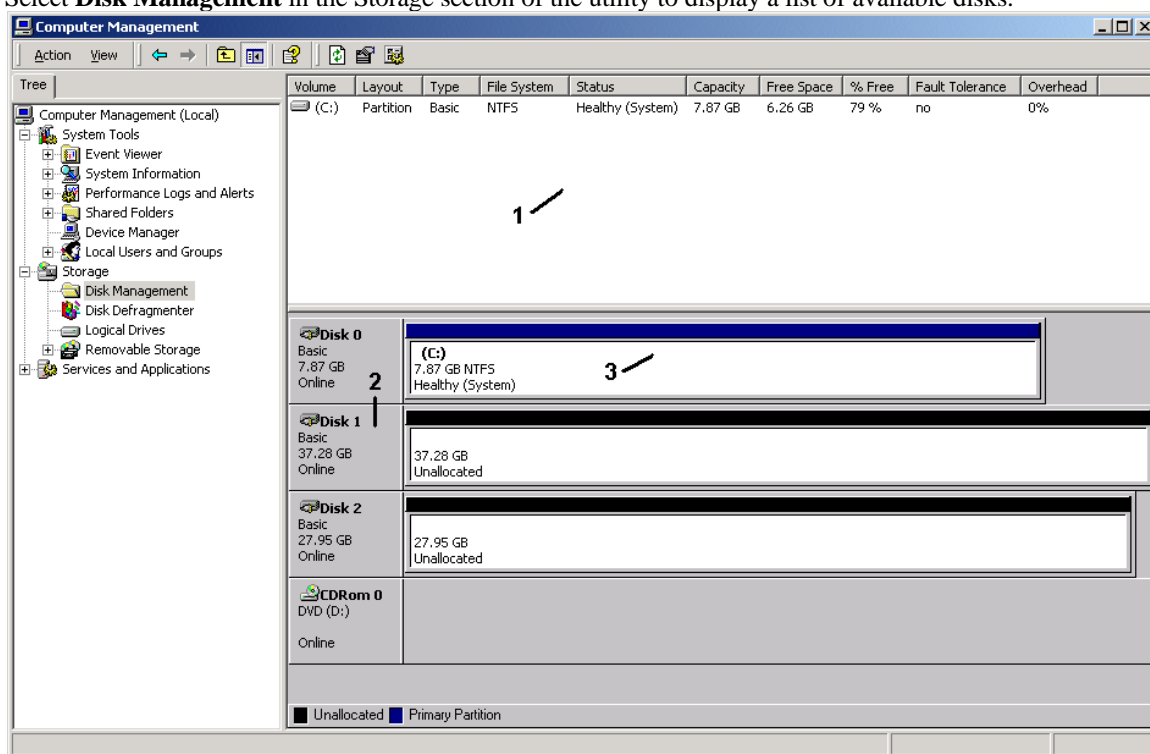 Select Disk Management in the Storage section of the utility to display a list of available disks.
Computer Management
Action View
Tree
Volume Layout Type File System Status Capacity Free Space % Free Fault Tolerance Overhead
(C:) Partition Basic NTFS Healthy (System) 7.87 GB 6.26 GB 79 % no 0%
Computer Management (Local)
System Tools
Event Viewer
System Information
Performance Logs and Alerts
Shared Folders
Device Manager
Local Users and Groups
Storage
Disk Management
Disk Defragmenter
Logical Drives
Removable Storage
Services and Applications
1
Disk 0
Basic
7.87 GB
Online
2
(C:)
7.87 GB NTFS
Healthy (System)
3
Disk 1
Basic
37.28 GB
Online
37.28 GB
Unallocated
Disk 2
Basic
27.95 GB
Online
27.95 GB
Unallocated
CDRom 0
DVD (D:)
Online
Unallocated Primary Partition